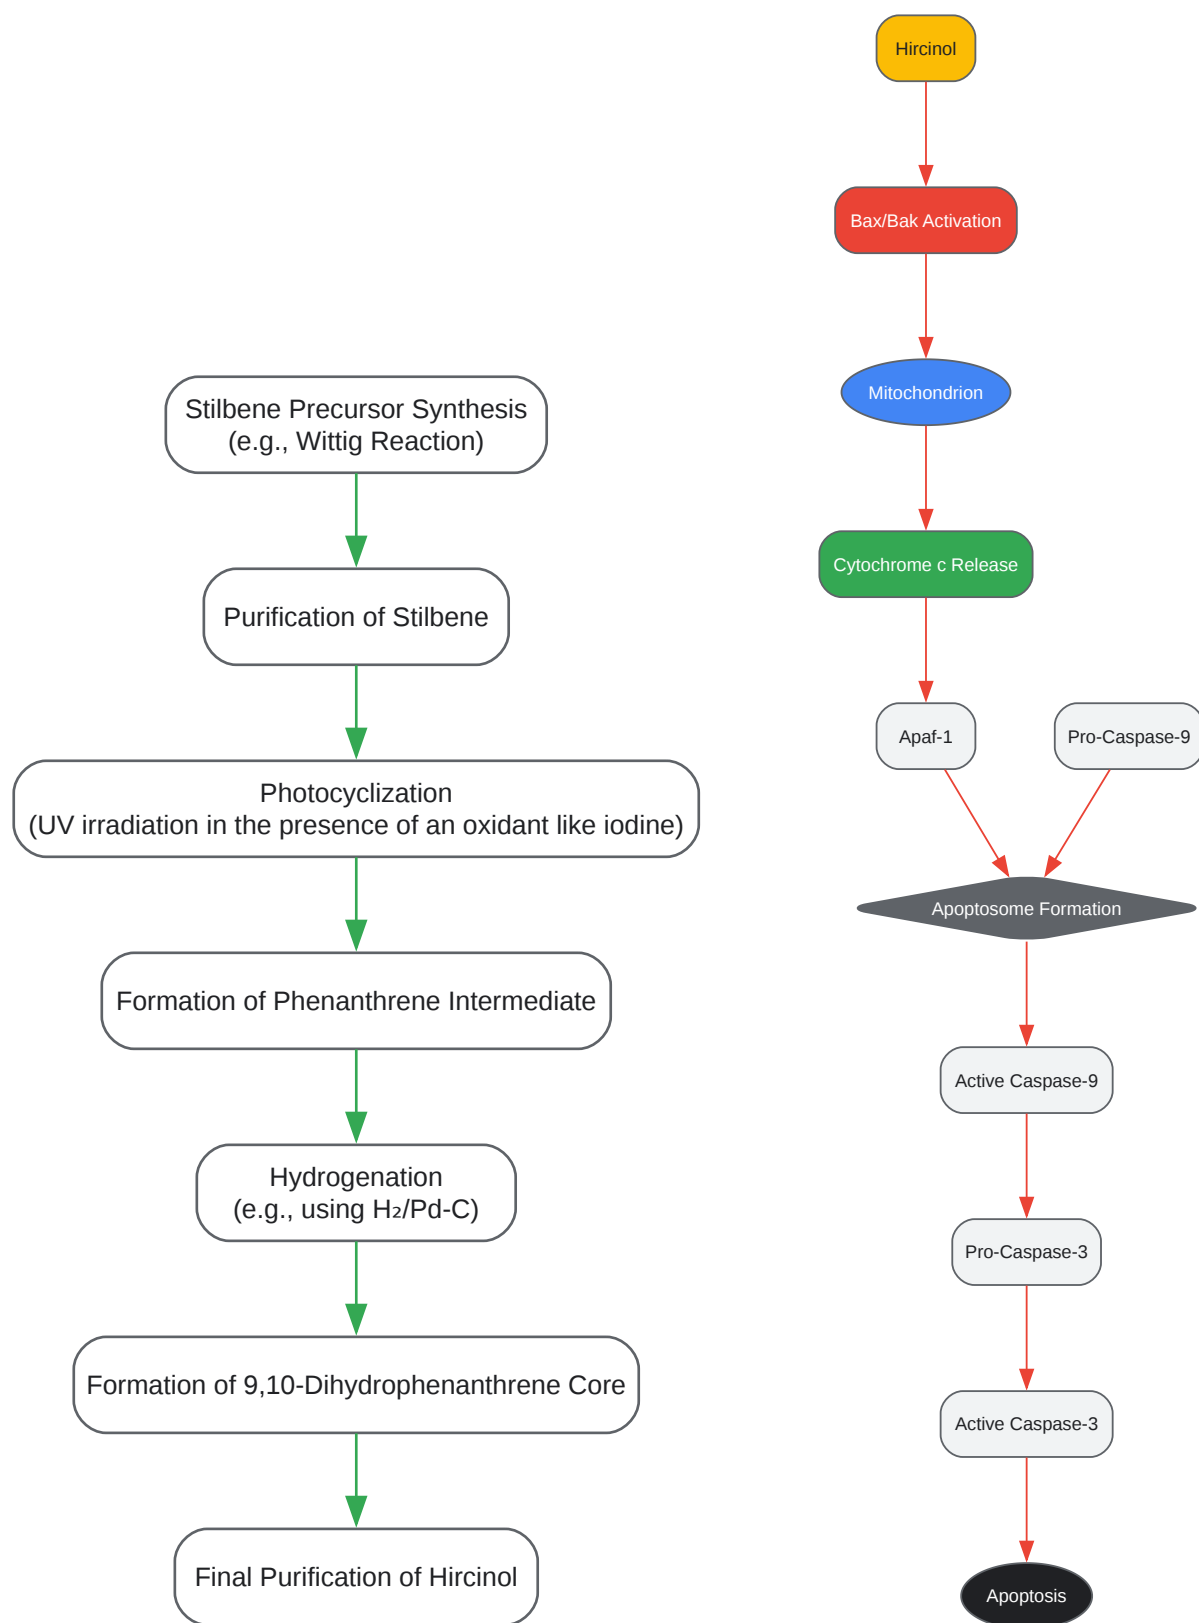 Stilbene Precursor Synthesis
(e.g., Wittig Reaction)
Purification of Stilbene
Photocyclization
(UV irradiation in the presence of an oxidant like iodine)
Formation of Phenanthrene Intermediate
Hydrogenation
(e.g., using H₂/Pd-C)
Formation of 9,10-Dihydrophenanthrene Core
Final Purification of Hircinol
Hircinol
Bax/Bak Activation
Mitochondrion
Cytochrome c Release
Apaf-1
Pro-Caspase-9
Apoptosome Formation
Active Caspase-9
Pro-Caspase-3
Active Caspase-3
Apoptosis